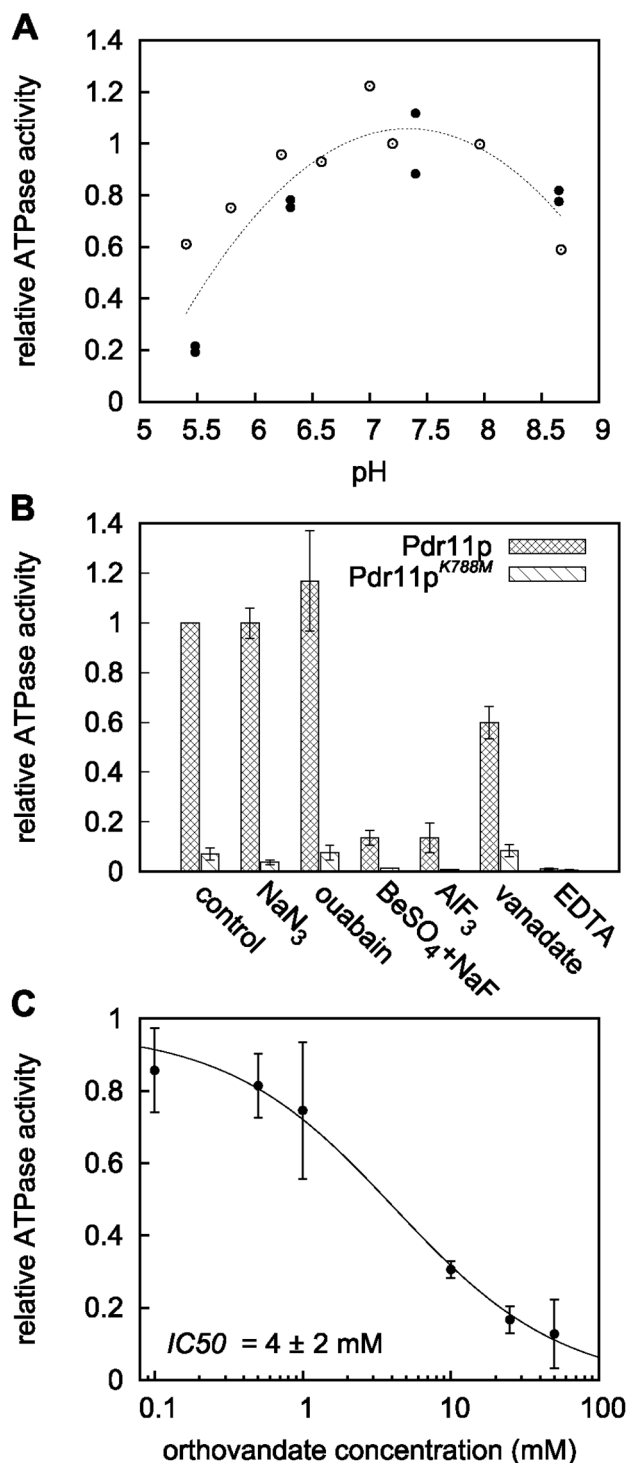 A
relative ATPase activity
1.4
1.2
1
0.8
0.6
0.4
0.2
0
5 5.5 6 6.5 7 7.5 8 8.5 9
pH
B
relative ATPase activity
1.4
1.2
1
0.8
0.6
0.4
0.2
0
Pdr11p
Pdr11p^K788M
control NaN3 ouabain BeSO4+NaF AlF3 vanadate EDTA
C
relative ATPase activity
1
0.8
0.6
0.4
0.2
0
IC50 = 4 ± 2 mM
0.1 1 10 100
orthovandate concentration (mM)